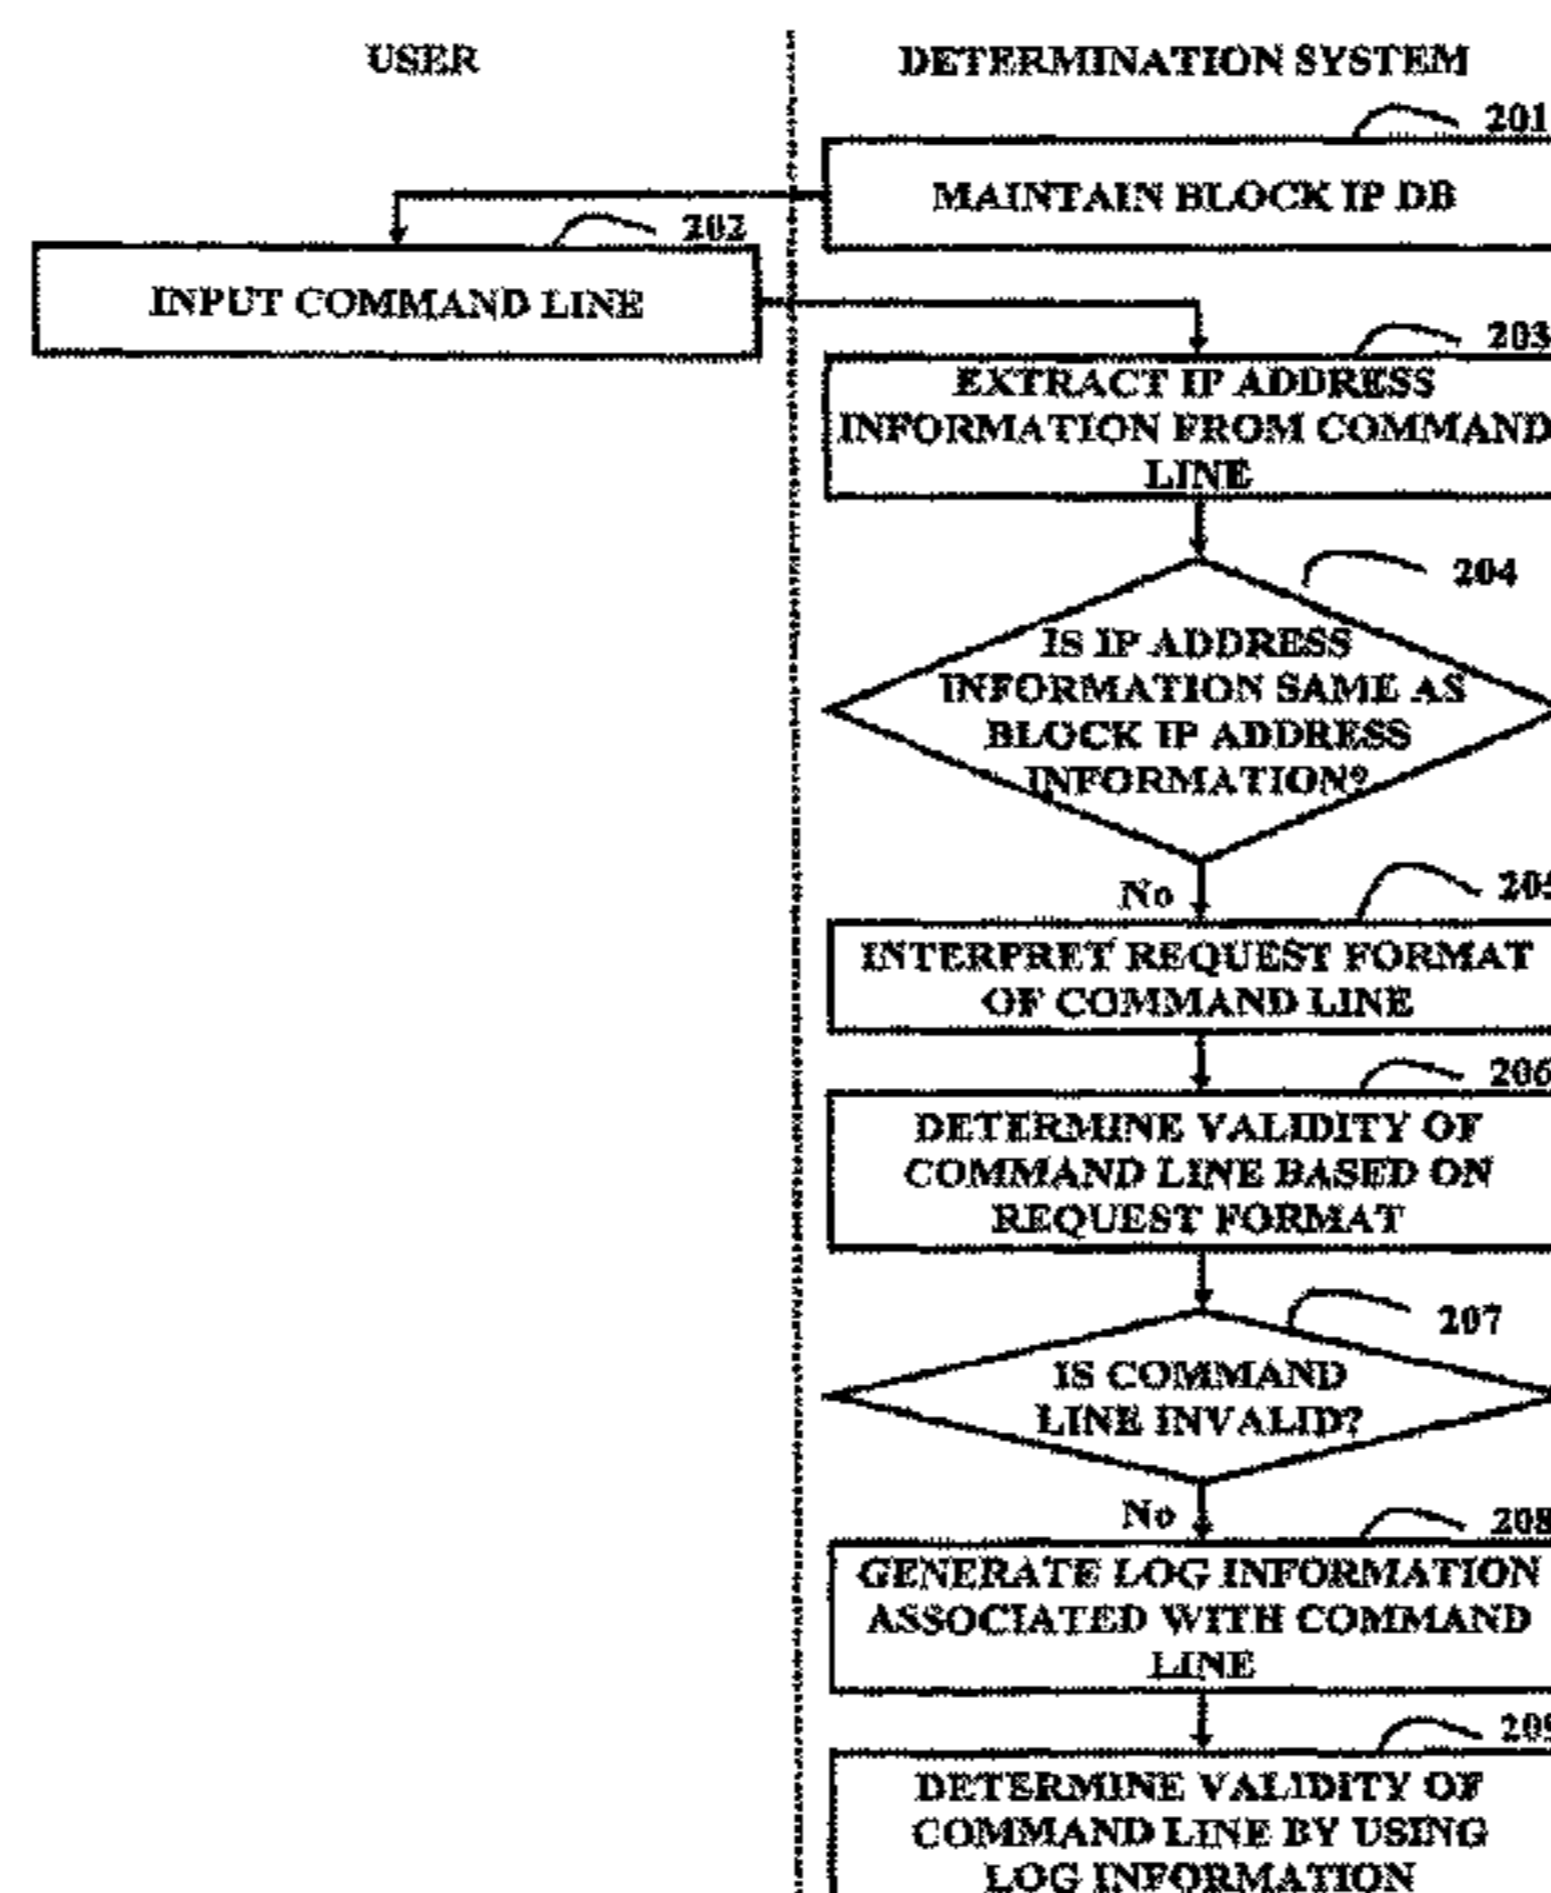 USER
DETERMINATION SYSTEM
201
MAINTAIN BLOCK IP DB
202
INPUT COMMAND LINE
203
EXTRACT IP ADDRESS
INFORMATION FROM COMMAND
LINE
204
IS IP ADDRESS
INFORMATION SAME AS
BLOCK IP ADDRESS
INFORMATION?
No
205
INTERPRET REQUEST FORMAT
OF COMMAND LINE
206
DETERMINE VALIDITY OF
COMMAND LINE BASED ON
REQUEST FORMAT
207
IS COMMAND
LINE INVALID?
No
208
GENERATE LOG INFORMATION
ASSOCIATED WITH COMMAND
LINE
209
DETERMINE VALIDITY OF
COMMAND LINE BY USING
LOG INFORMATION